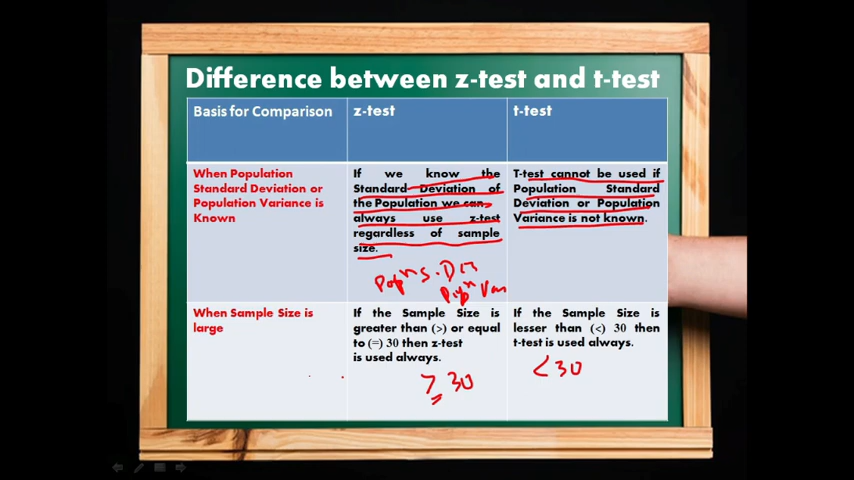 Difference between z-test and t-test
Basis for Comparison
z-test
t-test
When Population
Standard Deviation or
Population Variance is
Known
If we know the
Standard Deviation of
the Population we can
always use z-test
regardless of sample
size.
Popⁿ S.Dev
Popⁿ Var
T-test cannot be used if
Population Standard
Deviation or Population
Variance is not known.
When Sample Size is
large
If the Sample Size is
greater than (>) or equal
to (=) 30 then z-test
is used always.
≥ 30
If the Sample Size is
lesser than (<) 30 then
t-test is used always.
< 30